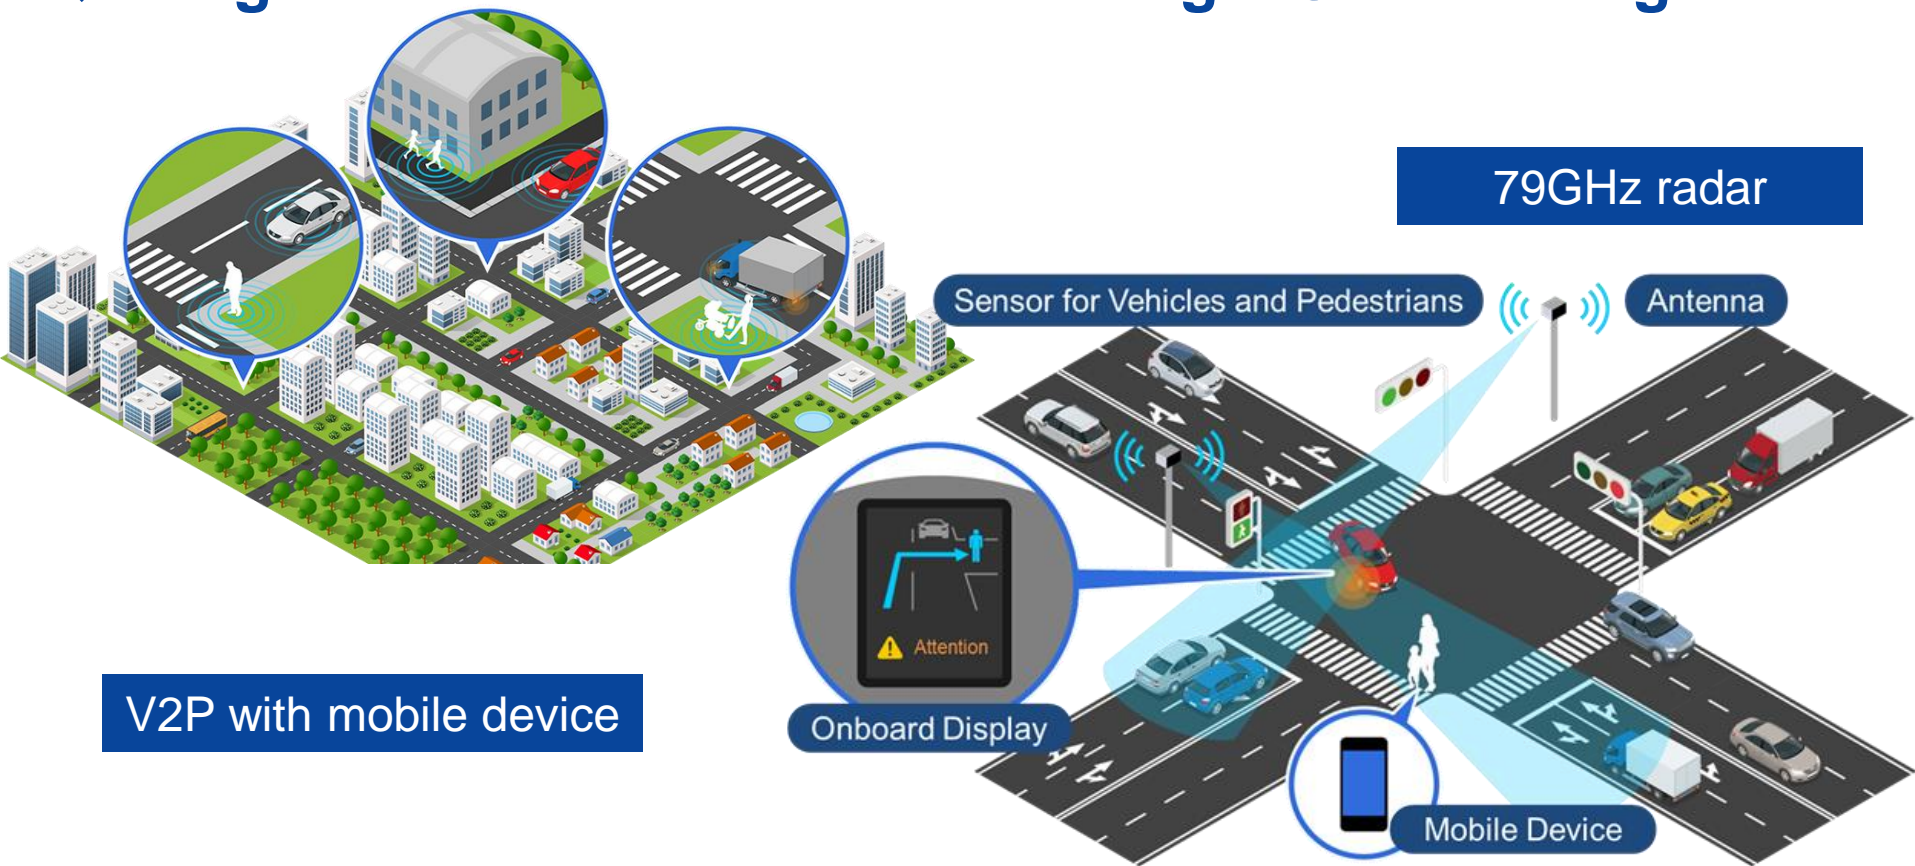 79GHz radar
Sensor for Vehicles and Pedestrians
Antenna
Attention
Onboard Display
V2P with mobile device
Mobile Device